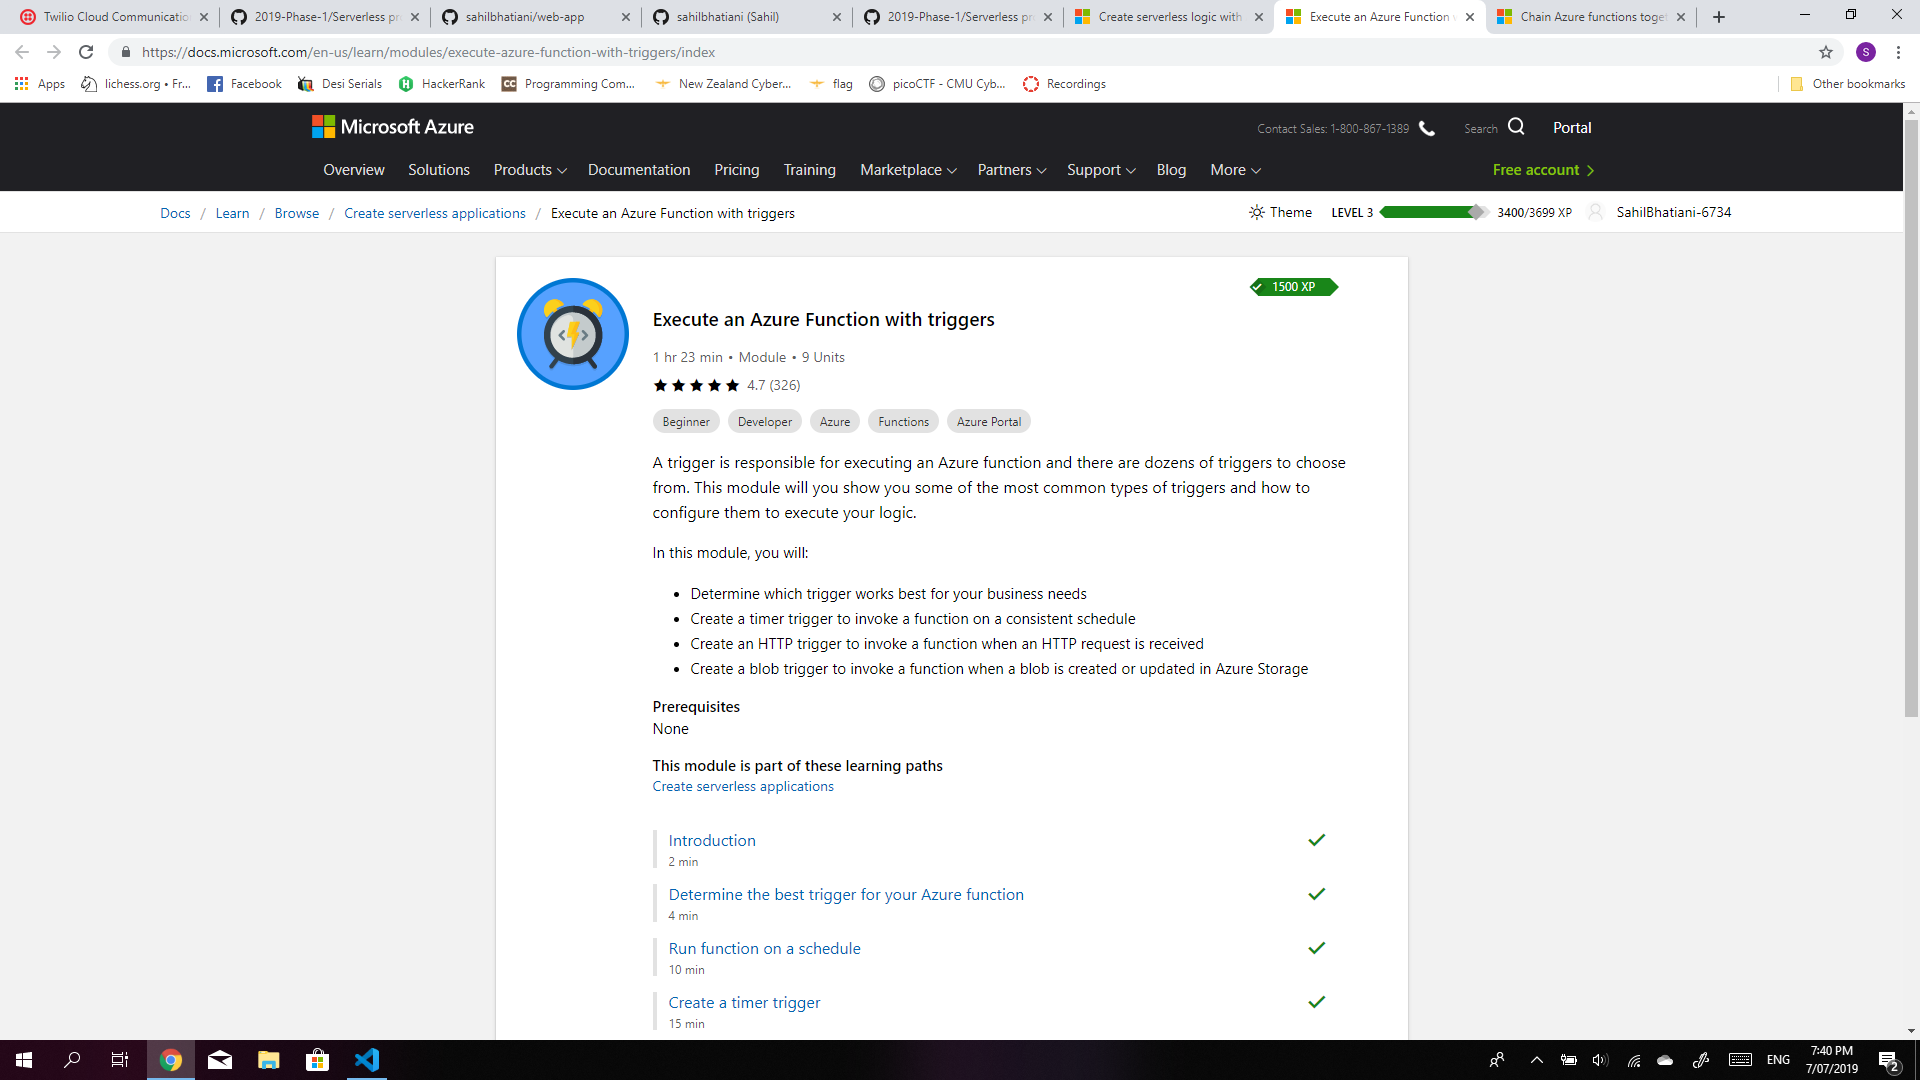 Twilio Cloud Communicatio
2019-Phase-1/Serverless pr
sahilbhatiani/web-app
sahilbhatiani (Sahil)
2019-Phase-1/Serverless pr
Create serverless logic with
Execute an Azure Function w
Chain Azure functions toget
https://docs.microsoft.com/en-us/learn/modules/execute-azure-function-with-triggers/index
S
Apps
lichess.org • Fr...
Facebook
Desi Serials
HackerRank
CC
Programming Com...
New Zealand Cyber...
flag
picoCTF - CMU Cyb...
Recordings
Other bookmarks
Microsoft Azure
Contact Sales: 1-800-867-1389
Search
Portal
Overview
Solutions
Products
Documentation
Pricing
Training
Marketplace
Partners
Support
Blog
More
Free account
Docs / Learn / Browse / Create serverless applications / Execute an Azure Function with triggers
Theme
LEVEL 3
3400/3699 XP
SahilBhatiani-6734
1500 XP
Execute an Azure Function with triggers
1 hr 23 min • Module • 9 Units
4.7 (326)
Beginner
Developer
Azure
Functions
Azure Portal
A trigger is responsible for executing an Azure function and there are dozens of triggers to choose
from. This module will you show you some of the most common types of triggers and how to
configure them to execute your logic.
In this module, you will:
• Determine which trigger works best for your business needs
• Create a timer trigger to invoke a function on a consistent schedule
• Create an HTTP trigger to invoke a function when an HTTP request is received
• Create a blob trigger to invoke a function when a blob is created or updated in Azure Storage
Prerequisites
None
This module is part of these learning paths
Create serverless applications
Introduction
2 min
Determine the best trigger for your Azure function
4 min
Run function on a schedule
10 min
Create a timer trigger
15 min
ENG
7:40 PM
7/07/2019
2